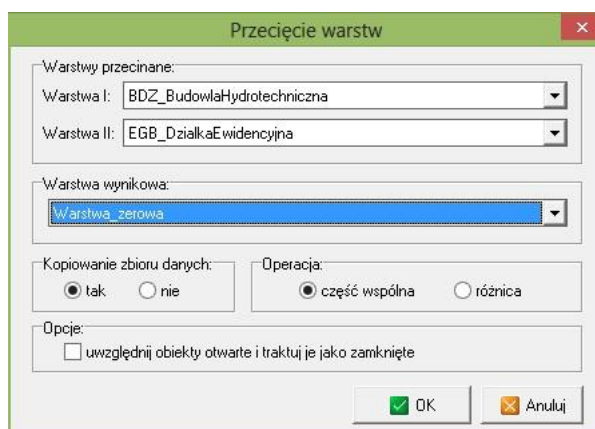 Przecięcie warstw
Warstwy przecinane:
Warstwa I: BDZ_BudowlaHydrotechniczna
Warstwa II: EGB_DzialkaEwidencyjna
Warstwa wynikowa:
Warstwa_zerowa
Kopiowanie zbioru danych: Operacja:
tak nie część wspólna różnica
Opcje:
uwzględnij obiekty otwarte i traktuj je jako zamknięte
OK Anuluj